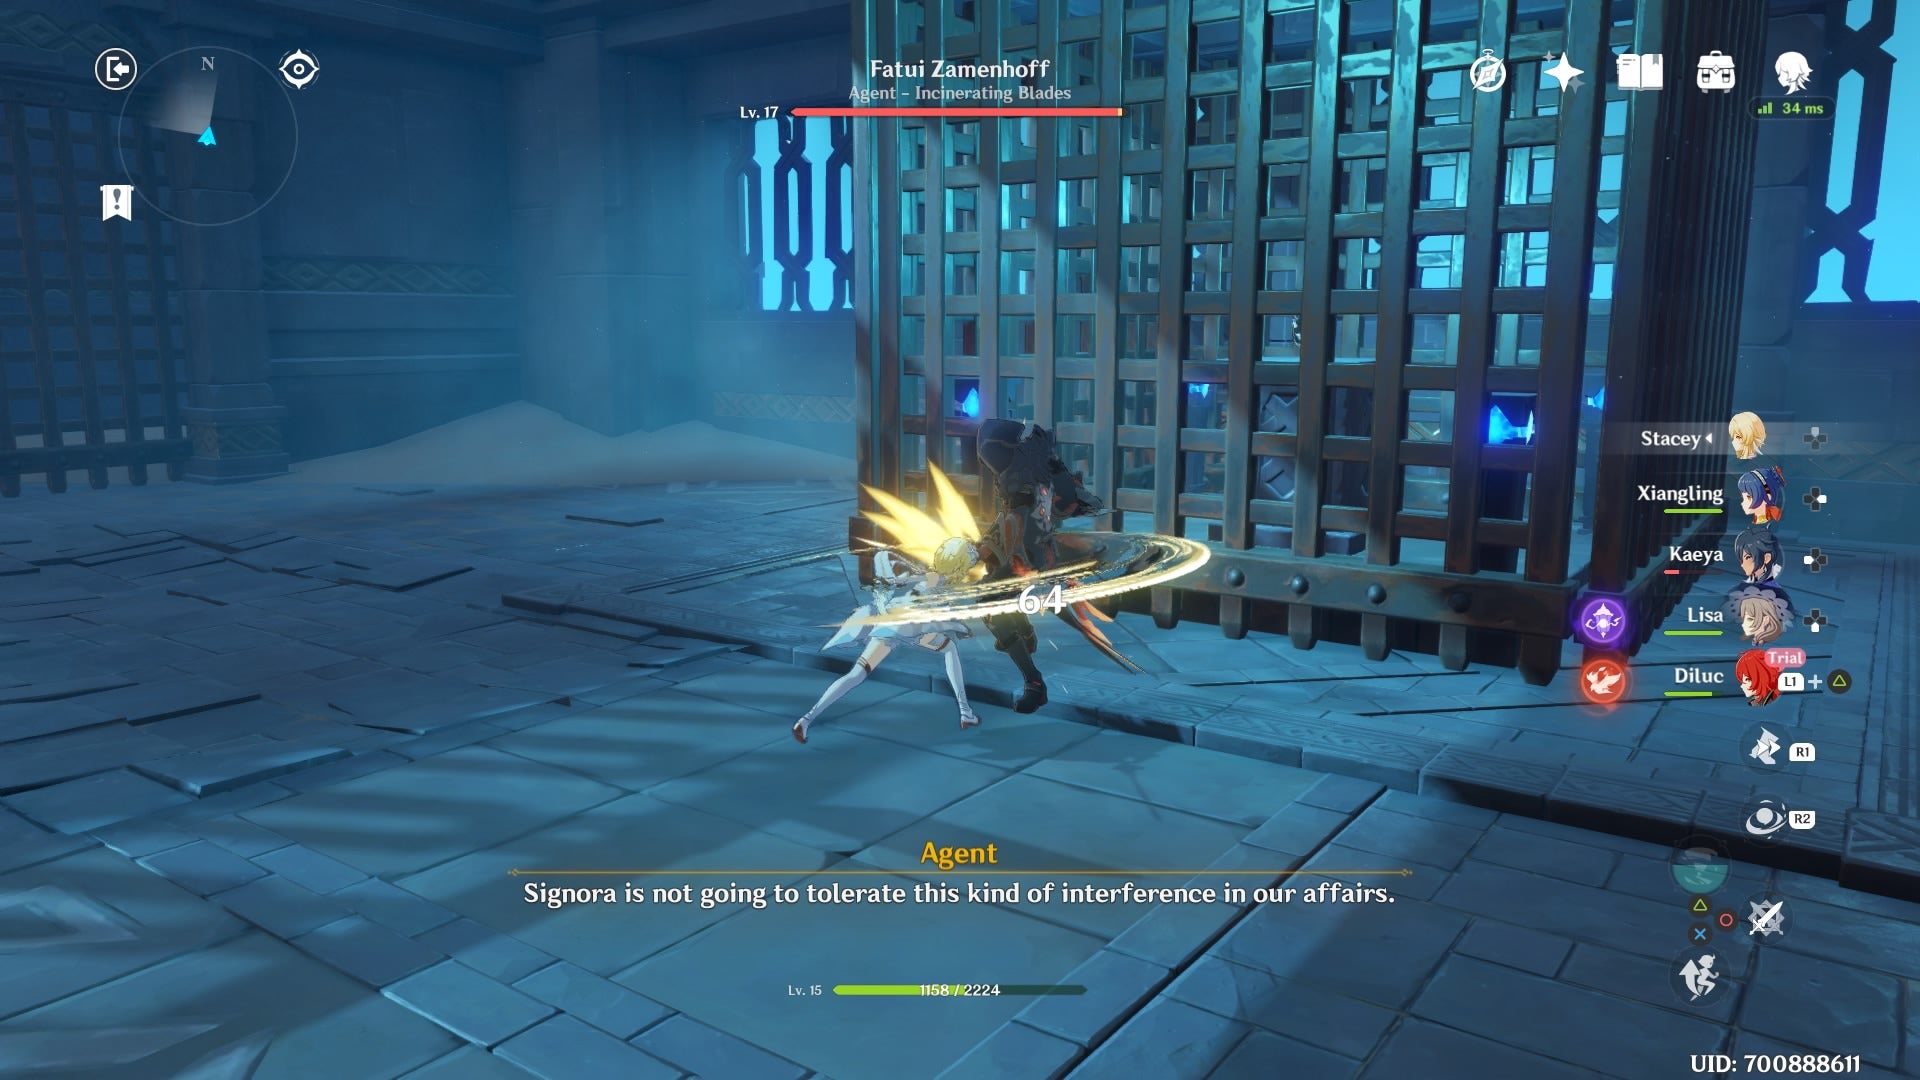 N
Fatui Zamenhoff
Agent – Incinerating Blades
Lv. 17
34 ms
Stacey
Xiangling
Kaeya
Lisa
Trial
Diluc
L1
R1
R2
64
Agent
Signora is not going to tolerate this kind of interference in our affairs.
Lv. 15
1158 / 2224
UID: 700888611